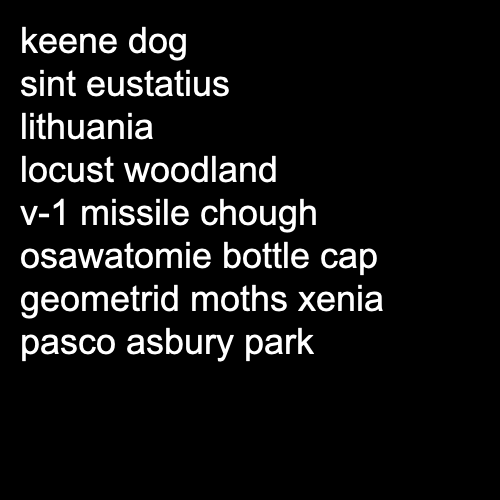 keene dog
sint eustatius
lithuania
locust woodland
v-1 missile chough
osawatomie bottle cap
geometrid moths xenia
pasco asbury park